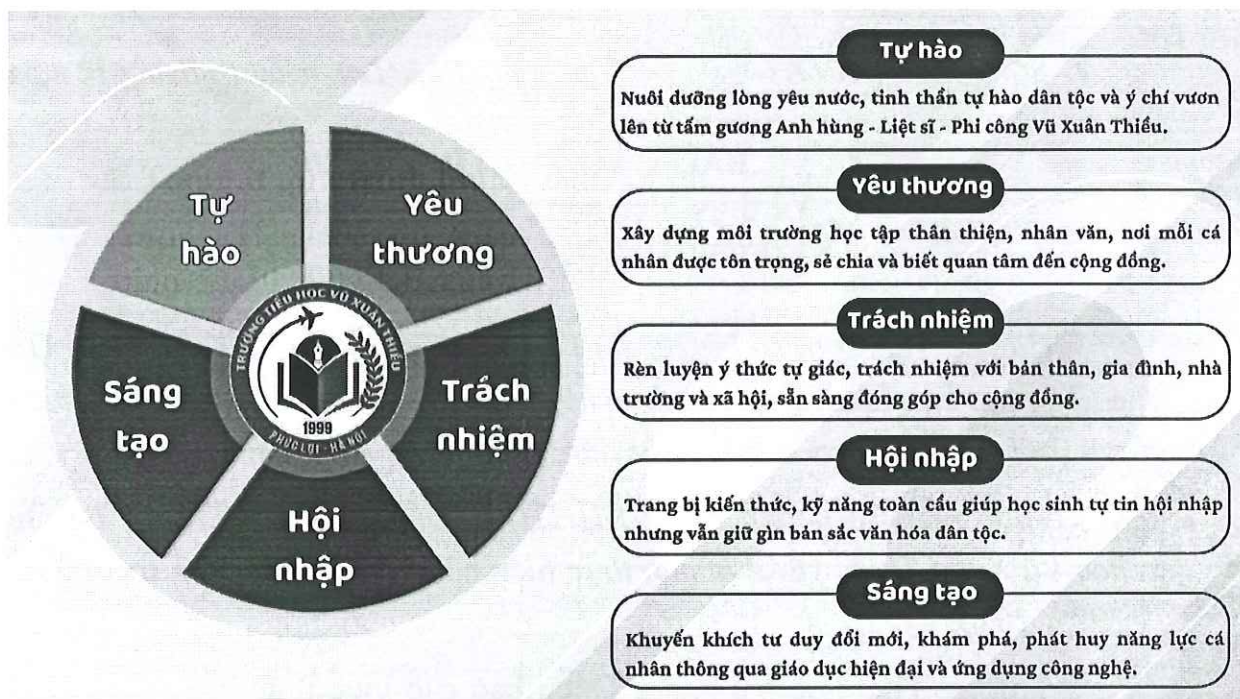 Tự
hào
Yêu
thương
Sáng
tạo
Trách
nhiệm
Hội
nhập
TRƯỜNG TIỂU HỌC VŨ XUÂN THIỀU
1999
PHÚC LỢI - HÀ NỘI
Tự hào
Nuôi dưỡng lòng yêu nước, tinh thần tự hào dân tộc và ý chí vươn
lên từ tấm gương Anh hùng - Liệt sĩ - Phi công Vũ Xuân Thiều.
Yêu thương
Xây dựng môi trường học tập thân thiện, nhân văn, nơi mỗi cá
nhân được tôn trọng, sẻ chia và biết quan tâm đến cộng đồng.
Trách nhiệm
Rèn luyện ý thức tự giác, trách nhiệm với bản thân, gia đình, nhà
trường và xã hội, sẵn sàng đóng góp cho cộng đồng.
Hội nhập
Trang bị kiến thức, kỹ năng toàn cầu giúp học sinh tự tin hội nhập
nhưng vẫn giữ gìn bản sắc văn hóa dân tộc.
Sáng tạo
Khuyến khích tư duy đổi mới, khám phá, phát huy năng lực cá
nhân thông qua giáo dục hiện đại và ứng dụng công nghệ.